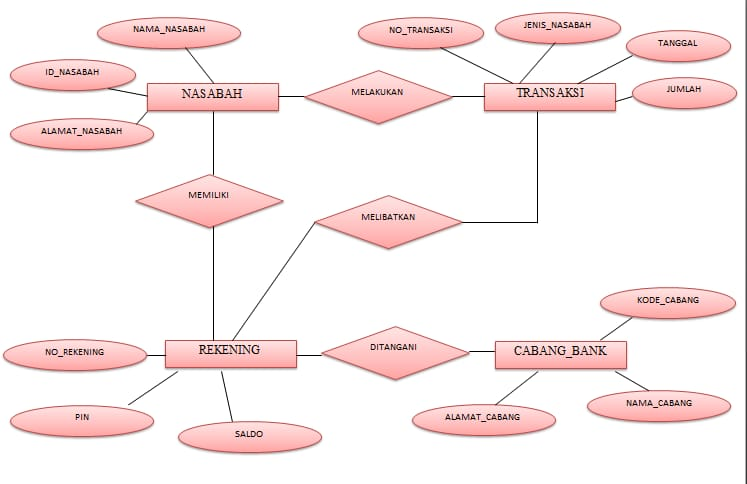 NAMA_NASABAH
NO_TRANSAKSI
JENIS_NASABAH
TANGGAL
ID_NASABAH
NASABAH
MELAKUKAN
TRANSAKSI
JUMLAH
ALAMAT_NASABAH
MEMILIKI
MELIBATKAN
KODE_CABANG
NO_REKENING
REKENING
DITANGANI
CABANG_BANK
PIN
SALDO
ALAMAT_CABANG
NAMA_CABANG